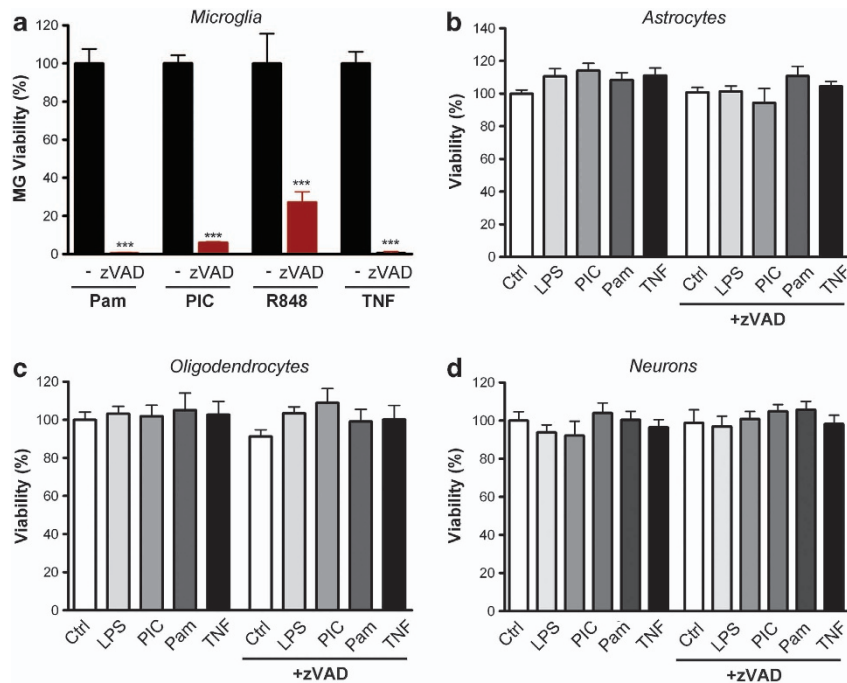 a
Microglia
MG Viability (%)
120
100
80
60
40
20
0
***
***
***
***
- zVAD - zVAD - zVAD - zVAD
Pam PIC R848 TNF
b
Astrocytes
Viability (%)
140
120
100
80
60
40
20
0
Ctrl LPS PIC Pam TNF Ctrl LPS PIC Pam TNF
+zVAD
c
Oligodendrocytes
Viability (%)
120
100
80
60
40
20
0
Ctrl LPS PIC Pam TNF Ctrl LPS PIC Pam TNF
+zVAD
d
Neurons
Viability (%)
120
100
80
60
40
20
0
Ctrl LPS PIC Pam TNF Ctrl LPS PIC Pam TNF
+zVAD